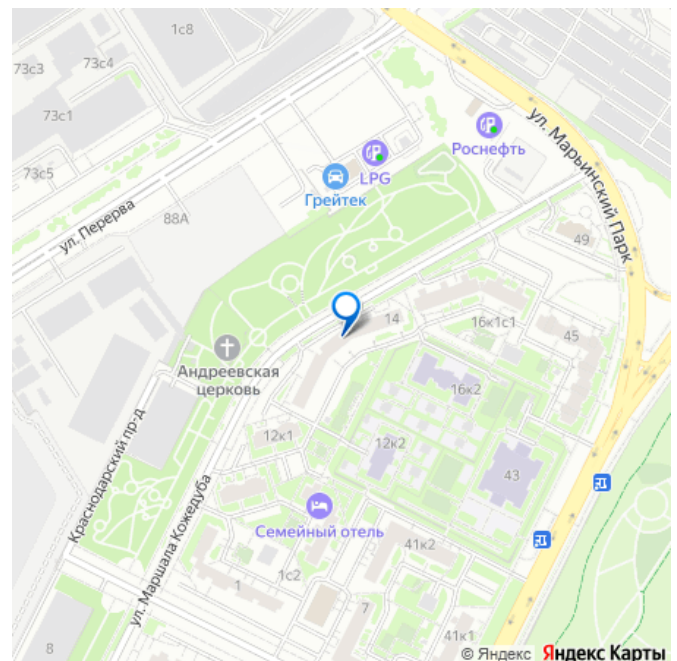 1с8
73с3
73с4
73с1
73с5
ул. Перерва
88А
LPG
Грейтек
Роснефть
ул. Марьинский Парк
49
14
16к1с1
45
Андреевская
церковь
16к2
12к1
12к2
43
Краснодарский пр-д
ул. Маршала Кожедуба
Семейный отель
41к2
1с2
1
7
41к1
8
© Яндекс Яндекс Карты